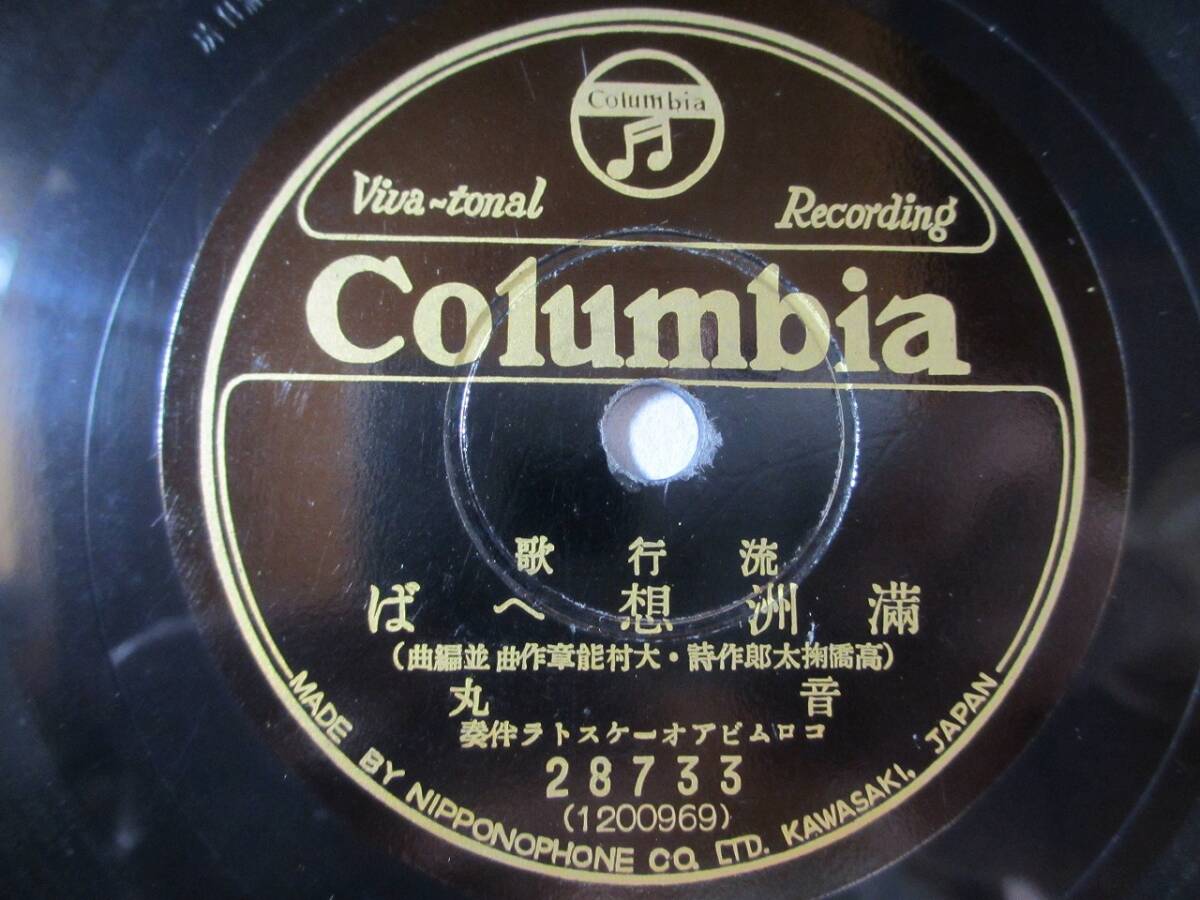 Columbia
Viva-tonal Recording
Columbia
流行歌
満洲想へば
(高橋掬太郎作詩・大村能章作曲並編曲)
音丸
コロムビアオーケストラ伴奏
28733
(1200969)
MADE BY NIPPONOPHONE CO. LTD. KAWASAKI, JAPAN